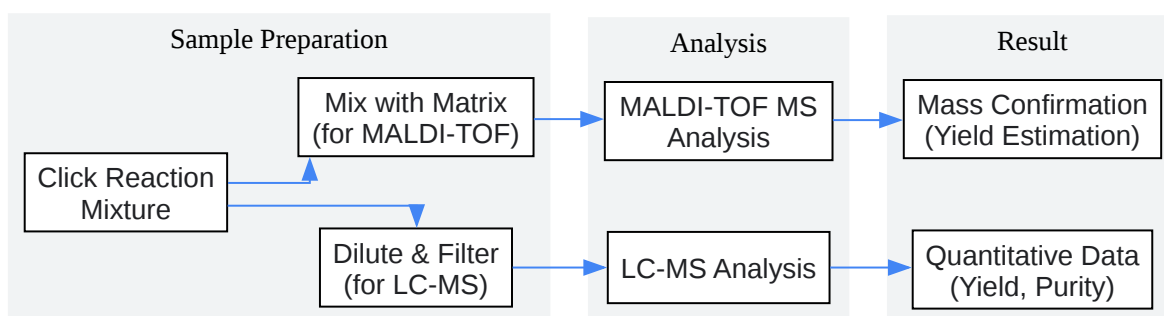 Sample Preparation
Analysis
Result
Mix with Matrix
(for MALDI-TOF)
MALDI-TOF MS
Analysis
Mass Confirmation
(Yield Estimation)
Click Reaction
Mixture
Dilute & Filter
(for LC-MS)
LC-MS Analysis
Quantitative Data
(Yield, Purity)